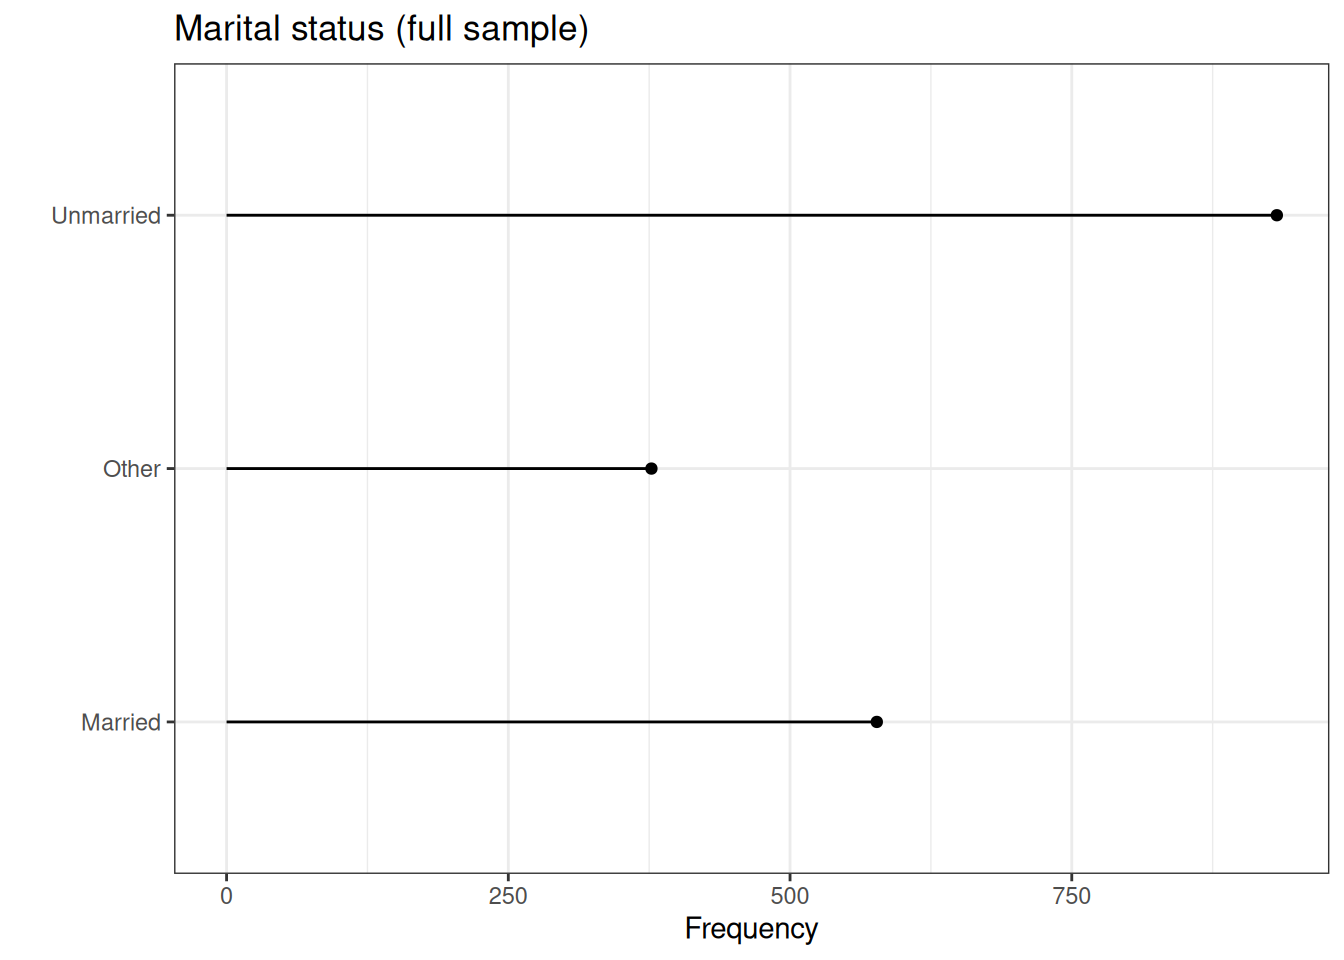 Marital status (full sample)
Unmarried
Other
Married
0 250 500 750
Frequency